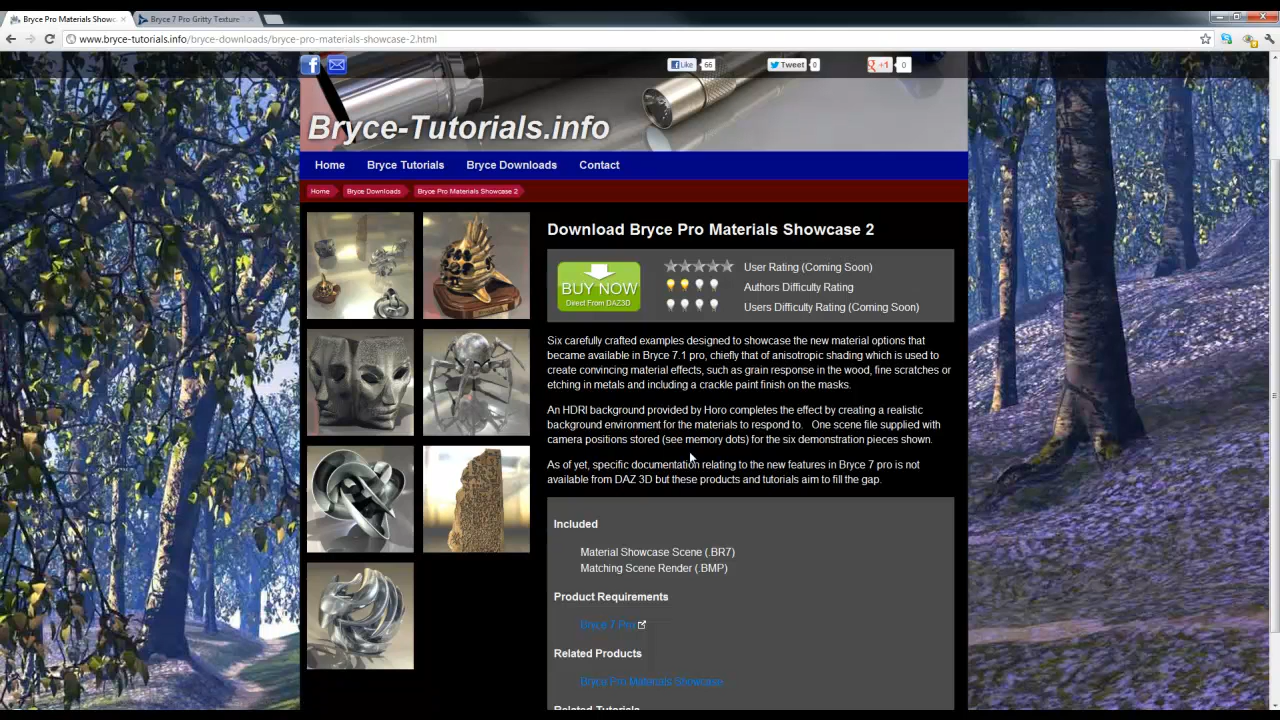 Bryce Pro Materials Showc
Bryce 7 Pro Gritty Texture T
www.bryce-tutorials.info/bryce-downloads/bryce-pro-materials-showcase-2.html
Like 66
Tweet 0
+1 0
Bryce-Tutorials.info
Home Bryce Tutorials Bryce Downloads Contact
Home Bryce Downloads Bryce Pro Materials Showcase 2
Download Bryce Pro Materials Showcase 2
BUY NOW
Direct From DAZ3D
User Rating (Coming Soon)
Authors Difficulty Rating
Users Difficulty Rating (Coming Soon)
Six carefully crafted examples designed to showcase the new material options that
became available in Bryce 7.1 pro, chiefly that of anisotropic shading which is used to
create convincing material effects, such as grain response in the wood, fine scratches or
etching in metals and including a crackle paint finish on the masks.
An HDRI background provided by Horo completes the effect by creating a realistic
background environment for the materials to respond to. One scene file supplied with
camera positions stored (see memory dots) for the six demonstration pieces shown.
As of yet, specific documentation relating to the new features in Bryce 7 pro is not
available from DAZ 3D but these products and tutorials aim to fill the gap.
Included
Material Showcase Scene (.BR7)
Matching Scene Render (.BMP)
Product Requirements
Bryce 7 Pro
Related Products
Bryce Pro Materials Showcase
Related Tutorials